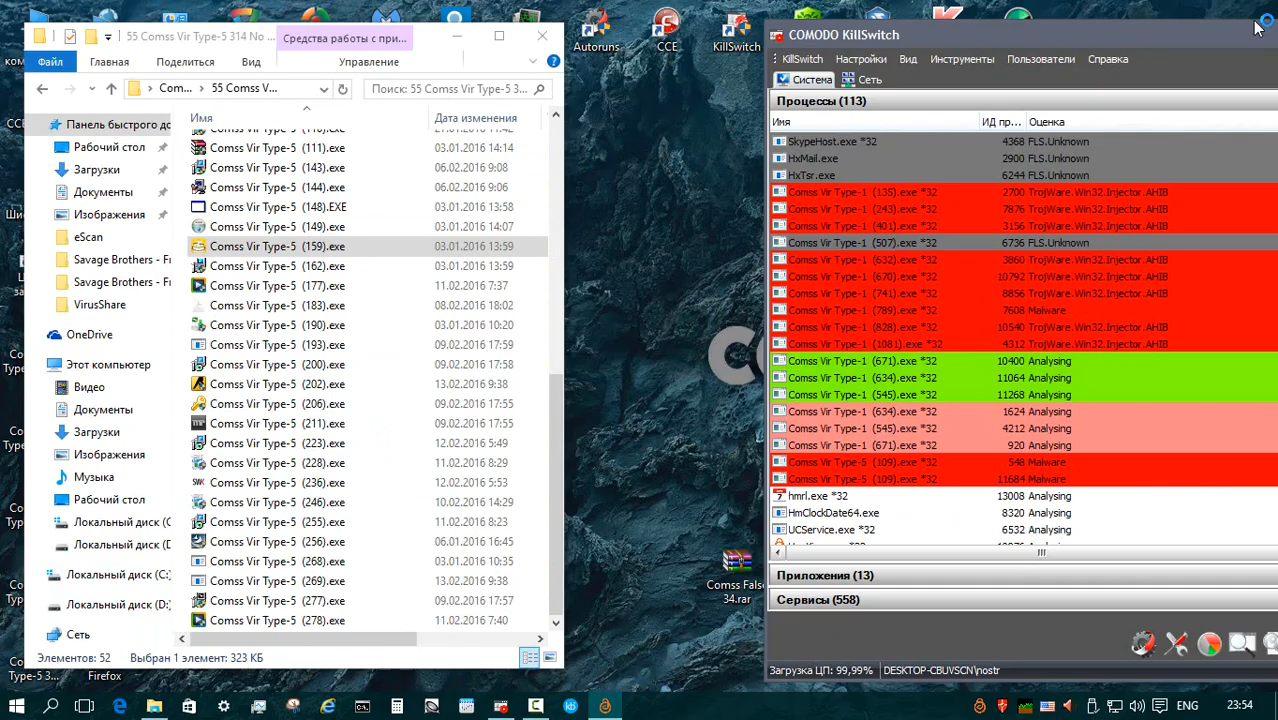 55 Comss Vir Type-5 314 No ...
Средства работы с при...
Файл
Главная
Поделиться
Вид
Управление
Com...
55 Comss V...
Поиск: 55 Comss Vir Type-5 3...
Имя
Дата изменения
Панель быстрого до
Рабочий стол
Загрузки
Документы
Изображения
eScan
Savage Brothers - Fr
Savage Brothers - Fi
VirusShare
OneDrive
Этот компьютер
Видео
Документы
Загрузки
Изображения
Музыка
Рабочий стол
Локальный диск (C
Локальный диск (D
Локальный диск (C:)
Локальный диск (D:)
Сеть
Comss Vir Type-5 (111).exe 03.01.2016 14:14
Comss Vir Type-5 (143).exe 06.02.2016 9:08
Comss Vir Type-5 (144).exe 06.02.2016 9:06
Comss Vir Type-5 (148).EXE 03.01.2016 13:58
Comss Vir Type-5 (149).exe 03.01.2016 14:07
Comss Vir Type-5 (159).exe 03.01.2016 13:59
Comss Vir Type-5 (162).exe 03.01.2016 13:59
Comss Vir Type-5 (177).exe 11.02.2016 7:37
Comss Vir Type-5 (183).exe 08.02.2016 18:02
Comss Vir Type-5 (190).exe 03.01.2016 10:20
Comss Vir Type-5 (193).exe 09.02.2016 17:59
Comss Vir Type-5 (200).exe 09.02.2016 17:58
Comss Vir Type-5 (202).exe 13.02.2016 9:38
Comss Vir Type-5 (206).exe 09.02.2016 17:55
Comss Vir Type-5 (211).exe 09.02.2016 17:55
Comss Vir Type-5 (223).exe 12.02.2016 5:49
Comss Vir Type-5 (228).exe 11.02.2016 8:29
Comss Vir Type-5 (236).exe 12.02.2016 5:53
Comss Vir Type-5 (246).exe 10.02.2016 14:29
Comss Vir Type-5 (255).exe 11.02.2016 8:23
Comss Vir Type-5 (256).exe 06.02.2016 16:45
Comss Vir Type-5 (268).exe 03.01.2016 10:35
Comss Vir Type-5 (269).exe 13.02.2016 9:38
Comss Vir Type-5 (277).exe 09.02.2016 17:57
Comss Vir Type-5 (278).exe 11.02.2016 7:40
Элементов: 52
Выбран 1 элемент: 323 КБ
Type-5 3...
Firefox
Autoruns
CCE
KillSwitch
Comss False
34.rar
COMODO KillSwitch
KillSwitch
Настройки
Вид
Инструменты
Пользователи
Справка
Система
Сеть
Процессы (113)
Имя
ИД пр...
Оценка
SkypeHost.exe *32 4368 FLS.Unknown
HxMail.exe 2900 FLS.Unknown
HxTsr.exe 6244 FLS.Unknown
Comss Vir Type-1 (135).exe *32 2700 TrojWare.Win32.Injector.AHIB
Comss Vir Type-1 (243).exe *32 7876 TrojWare.Win32.Injector.AHIB
Comss Vir Type-1 (401).exe *32 3156 TrojWare.Win32.Injector.AHIB
Comss Vir Type-1 (507).exe *32 6736 FLS.Unknown
Comss Vir Type-1 (632).exe *32 3860 TrojWare.Win32.Injector.AHIB
Comss Vir Type-1 (670).exe *32 10792 TrojWare.Win32.Injector.AHIB
Comss Vir Type-1 (741).exe *32 8856 TrojWare.Win32.Injector.AHIB
Comss Vir Type-1 (789).exe *32 7608 Malware
Comss Vir Type-1 (828).exe *32 10540 TrojWare.Win32.Injector.AHIB
Comss Vir Type-1 (1081).exe *32 4312 TrojWare.Win32.Injector.AHIB
Comss Vir Type-1 (671).exe *32 10400 Analysing
Comss Vir Type-1 (634).exe *32 11064 Analysing
Comss Vir Type-1 (545).exe *32 11268 Analysing
Comss Vir Type-1 (634).exe *32 1624 Analysing
Comss Vir Type-1 (545).exe *32 4212 Analysing
Comss Vir Type-1 (671).exe *32 920 Analysing
Comss Vir Type-5 (109).exe *32 548 Malware
Comss Vir Type-5 (109).exe *32 11684 Malware
hmrl.exe *32 13008 Analysing
HmClockDate64.exe 8320 Analysing
UCService.exe *32 6532 Analysing
Приложения (13)
Сервисы (558)
Загрузка ЦП: 99,99%
DESKTOP-CBUVSCN\nostr
ENG
23:54